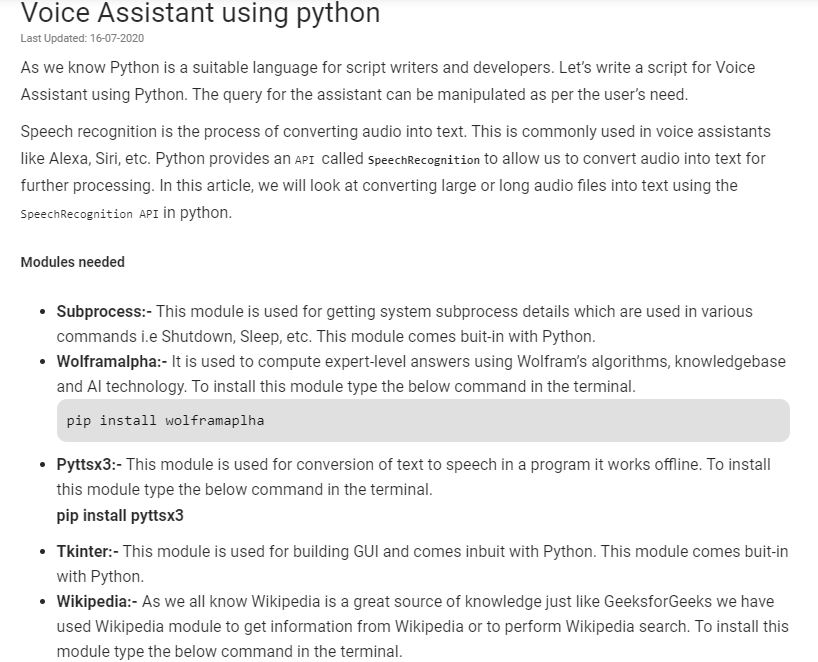 Voice Assistant using python
Last Updated: 16-07-2020
As we know Python is a suitable language for script writers and developers. Let’s write a script for Voice
Assistant using Python. The query for the assistant can be manipulated as per the user’s need.
Speech recognition is the process of converting audio into text. This is commonly used in voice assistants
like Alexa, Siri, etc. Python provides an API called SpeechRecognition to allow us to convert audio into text for
further processing. In this article, we will look at converting large or long audio files into text using the
SpeechRecognition API in python.
Modules needed
• Subprocess:- This module is used for getting system subprocess details which are used in various
commands i.e Shutdown, Sleep, etc. This module comes buit-in with Python.
• Wolframalpha:- It is used to compute expert-level answers using Wolfram’s algorithms, knowledgebase
and AI technology. To install this module type the below command in the terminal.
pip install wolframaplha
• Pyttsx3:- This module is used for conversion of text to speech in a program it works offline. To install
this module type the below command in the terminal.
pip install pyttsx3
• Tkinter:- This module is used for building GUI and comes inbuit with Python. This module comes buit-in
with Python.
• Wikipedia:- As we all know Wikipedia is a great source of knowledge just like GeeksforGeeks we have
used Wikipedia module to get information from Wikipedia or to perform Wikipedia search. To install this
module type the below command in the terminal.